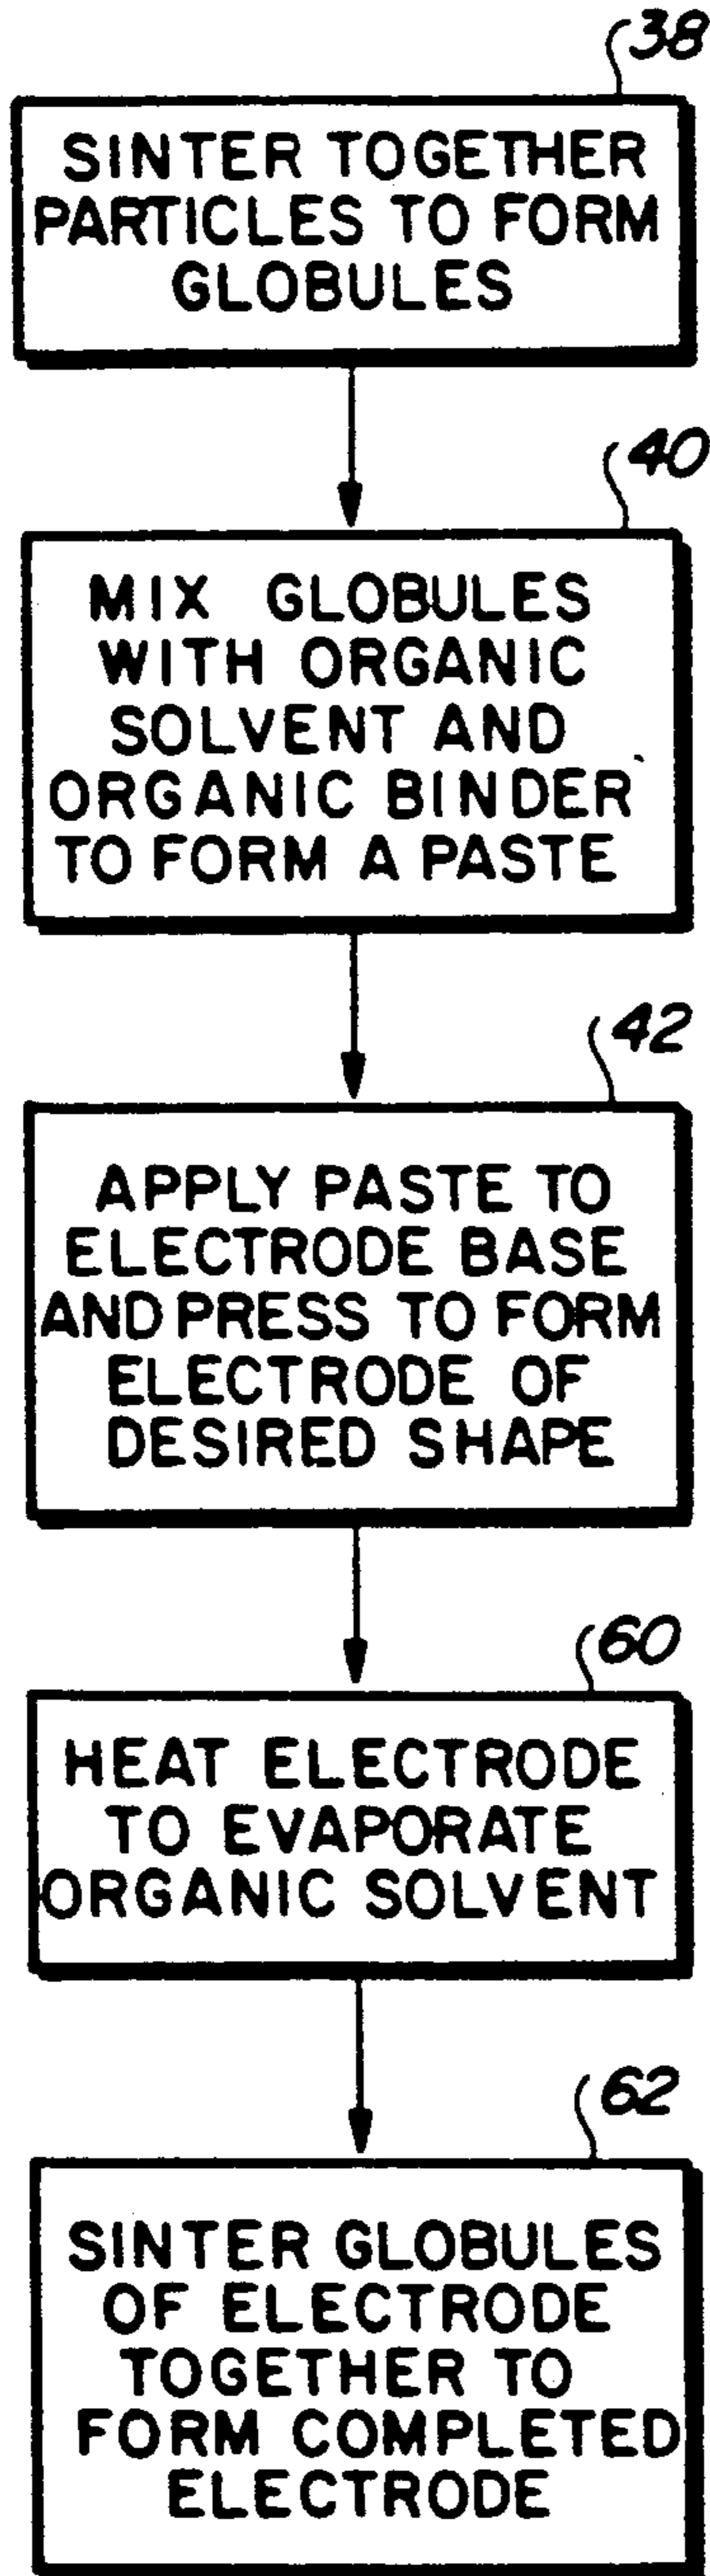 38
SINTER TOGETHER
PARTICLES TO FORM
GLOBULES
40
MIX GLOBULES
WITH ORGANIC
SOLVENT AND
ORGANIC BINDER
TO FORM A PASTE
42
APPLY PASTE TO
ELECTRODE BASE
AND PRESS TO FORM
ELECTRODE OF
DESIRED SHAPE
60
HEAT ELECTRODE
TO EVAPORATE
ORGANIC SOLVENT
62
SINTER GLOBULES
OF ELECTRODE
TOGETHER TO
FORM COMPLETED
ELECTRODE